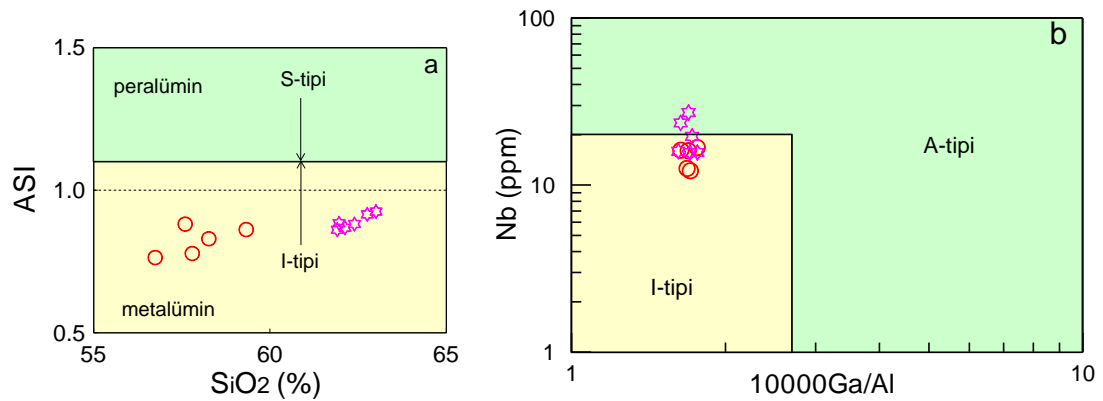 1.5
a
peralümin
S-tipi
ASI
1.0
I-tipi
metalümin
0.5
55
60
65
SiO2 (%)
100
b
A-tipi
Nb (ppm)
10
I-tipi
1
1
10000Ga/Al
10